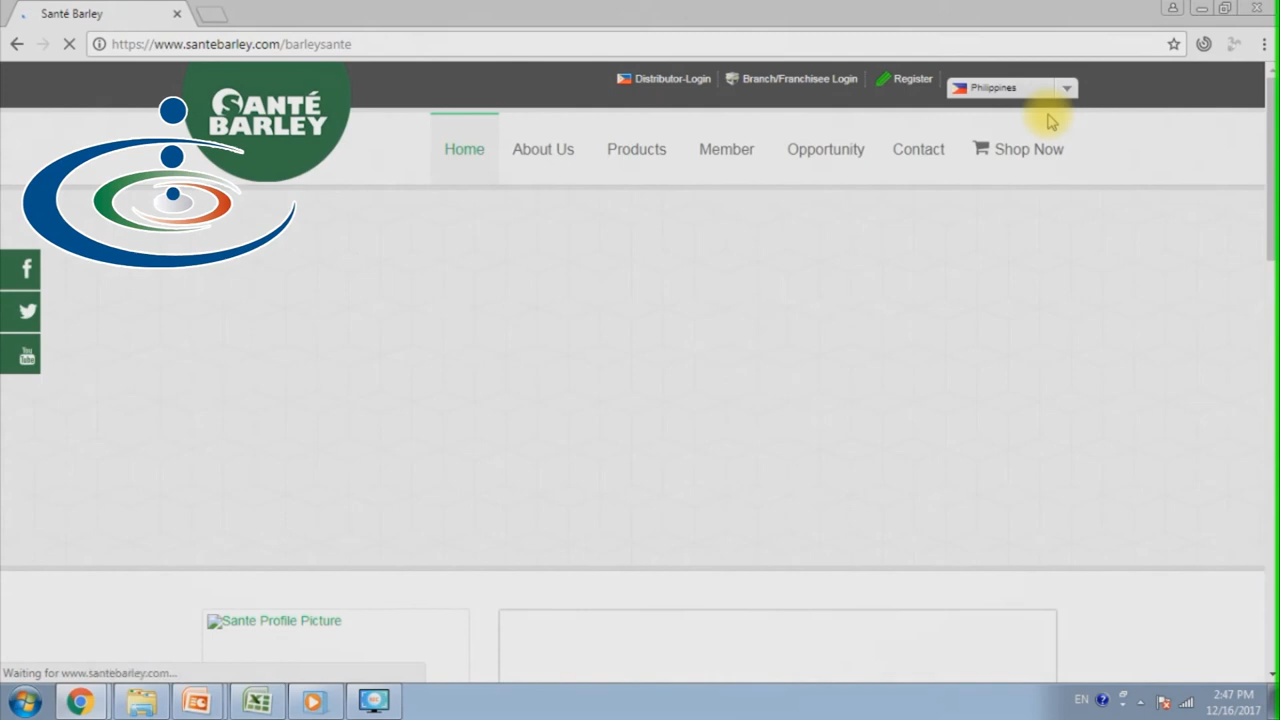 Santé Barley
https://www.santebarley.com/barleysante
Distributor-Login Branch/Franchisee Login Register Philippines
SANTÉ
BARLEY
Home About Us Products Member Opportunity Contact Shop Now
f
You
Tube
Sante Profile Picture
Waiting for www.santebarley.com...
EN 2:47 PM
12/16/2017